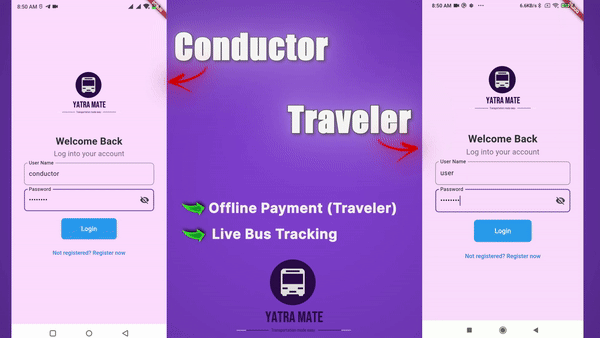 8:50 AM
YATRA MATE
Welcome Back
Log into your account
User Name
conductor
Password
••••••••
Login
Not registered? Register now
Conductor
Traveler
Offline Payment (Traveler)
Live Bus Tracking
YATRA MATE
8:50 AM
6.6KB/s
YATRA MATE
Welcome Back
Log into your account
User Name
user
Password
••••••••
Login
Not registered? Register now